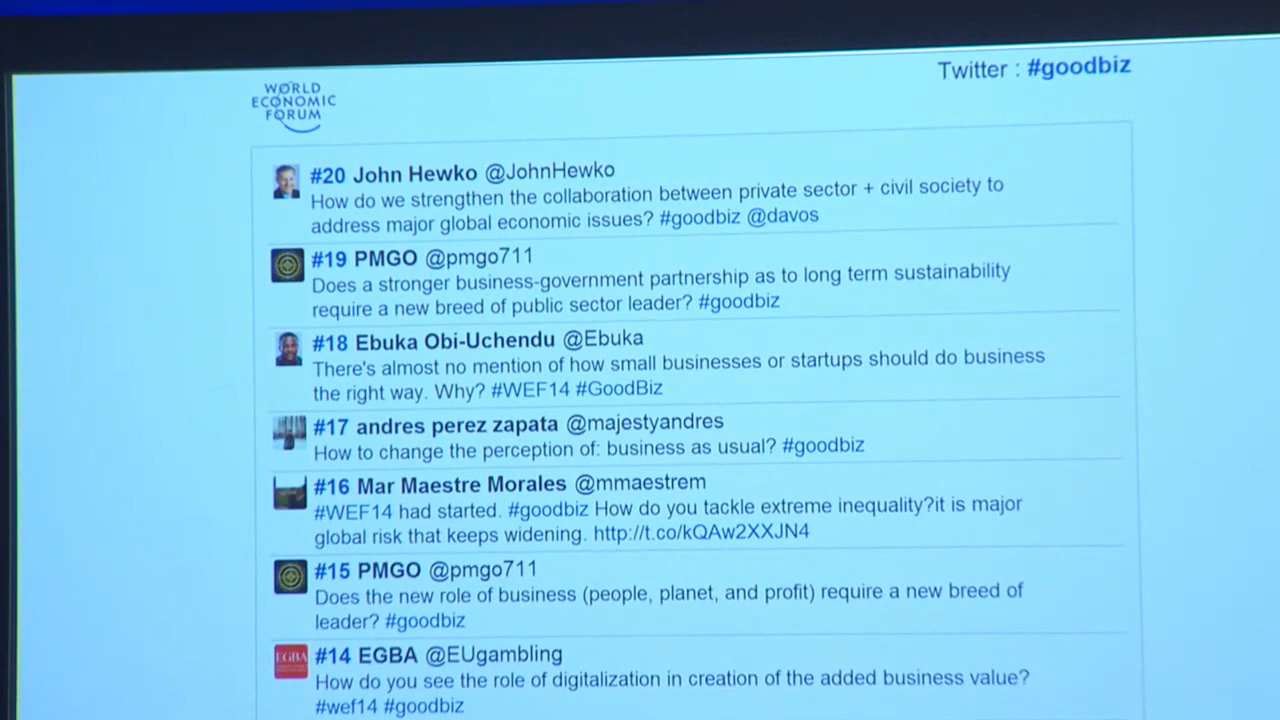 Twitter : #goodbiz
WORLD
ECONOMIC
FORUM
#20 John Hewko @JohnHewko
How do we strengthen the collaboration between private sector + civil society to
address major global economic issues? #goodbiz @davos
#19 PMGO @pmgo711
Does a stronger business-government partnership as to long term sustainability
require a new breed of public sector leader? #goodbiz
#18 Ebuka Obi-Uchendu @Ebuka
There's almost no mention of how small businesses or startups should do business
the right way. Why? #WEF14 #GoodBiz
#17 andres perez zapata @majestyandres
How to change the perception of: business as usual? #goodbiz
#16 Mar Maestre Morales @mmaestrem
#WEF14 had started. #goodbiz How do you tackle extreme inequality?it is major
global risk that keeps widening. http://t.co/kQAw2XXJN4
#15 PMGO @pmgo711
Does the new role of business (people, planet, and profit) require a new breed of
leader? #goodbiz
EGBA
#14 EGBA @EUgambling
How do you see the role of digitalization in creation of the added business value?
#wef14 #goodbiz